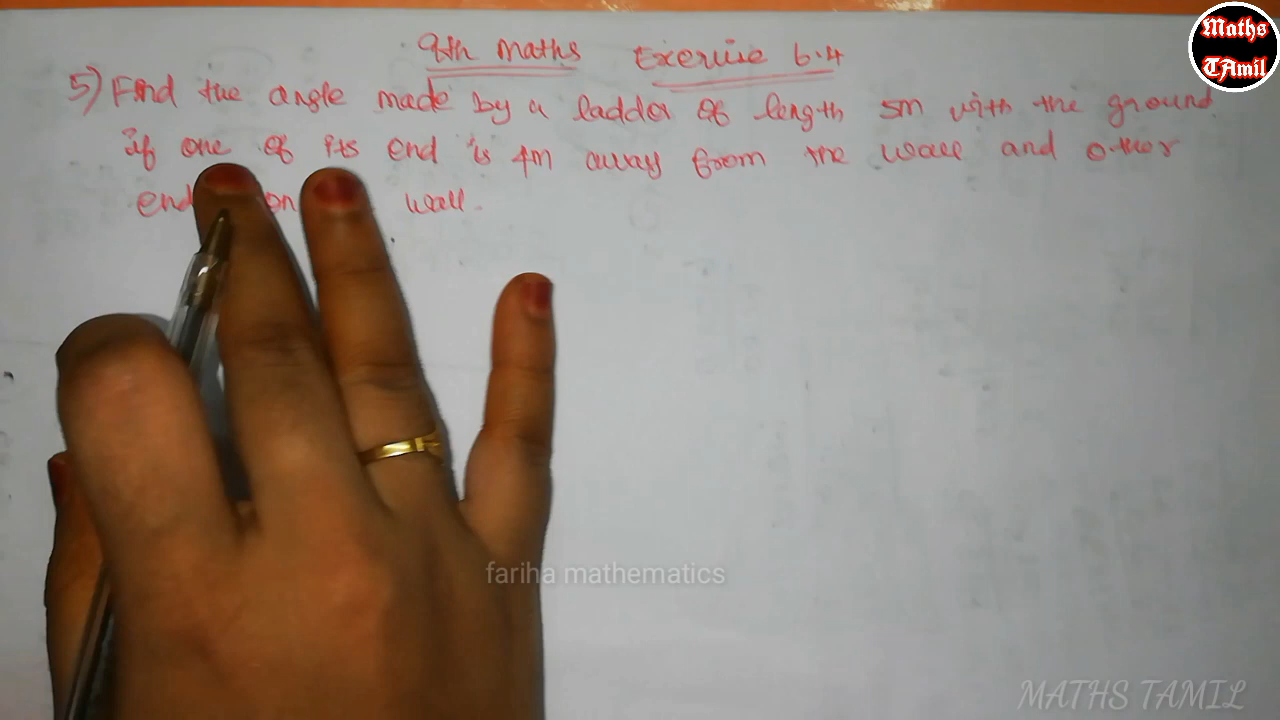 Maths
TAmil
9th maths Exercise 6.4
5) Find the angle made by a ladder of length 5m with the ground
if one of its end is 4m away from the wall and other
end on wall.
fariha mathematics
MATHS TAMIL